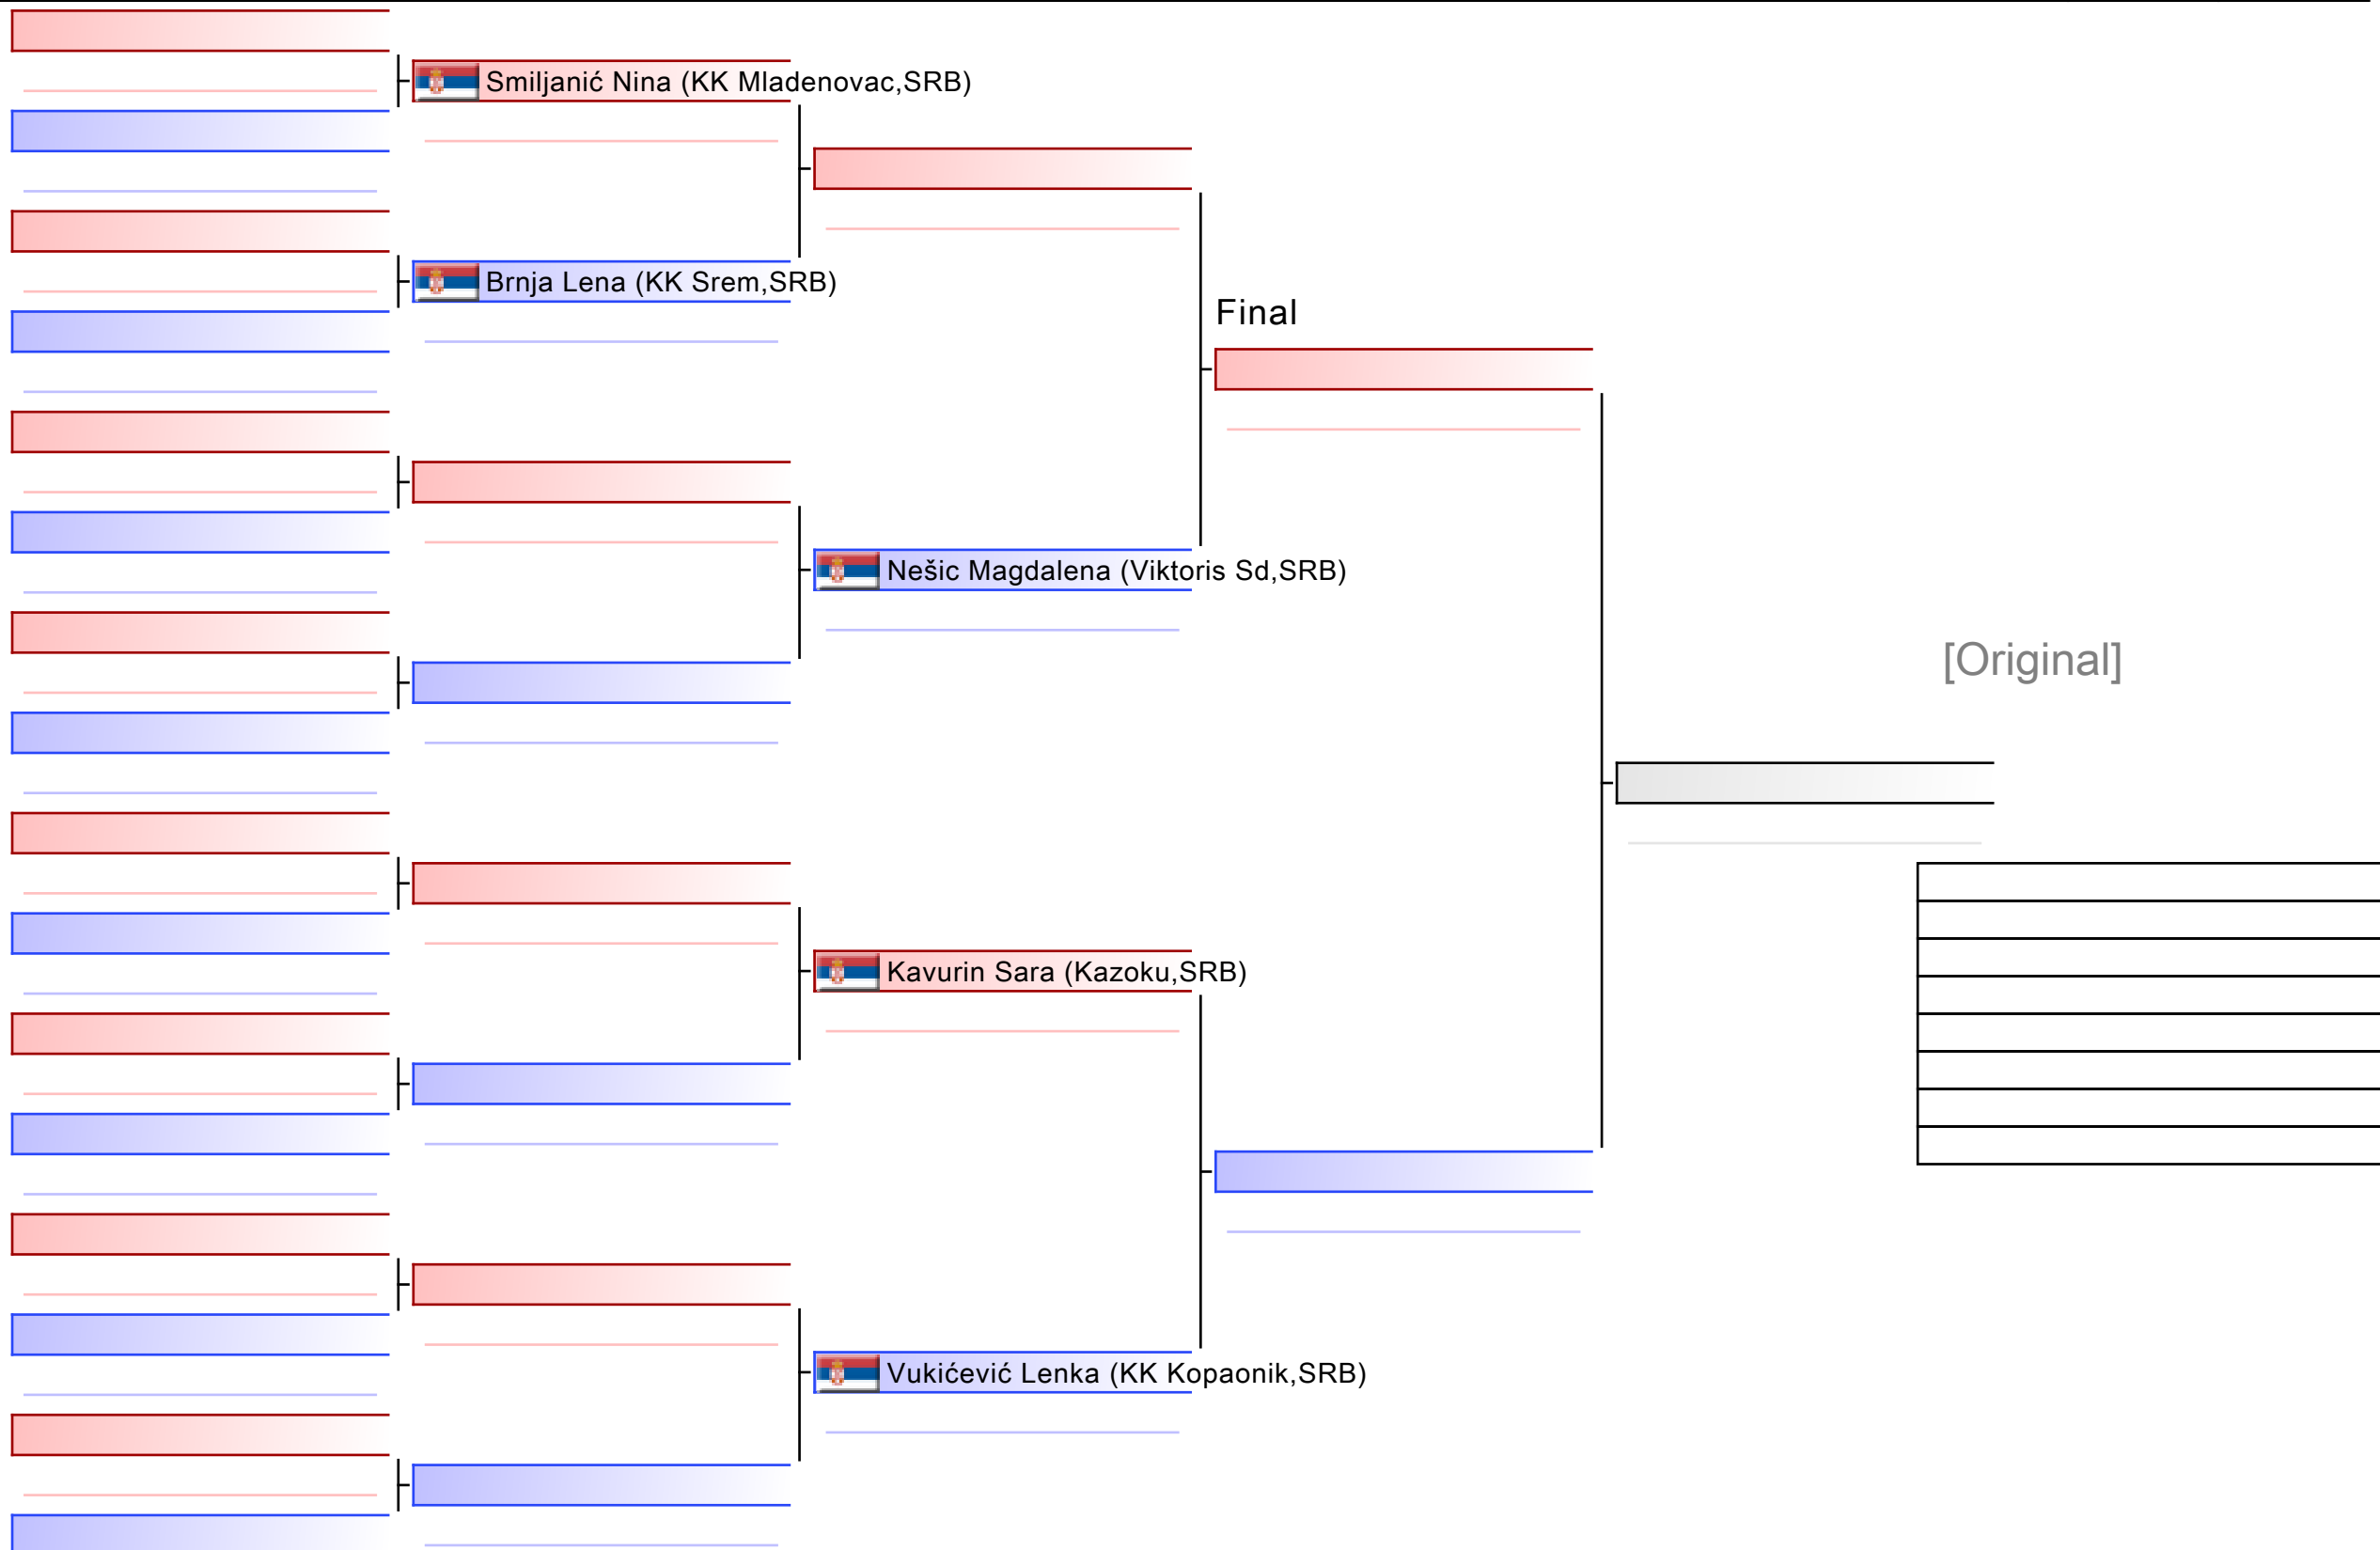 Smiljanić Nina (KK Mladenovac,SRB)
Brnja Lena (KK Srem,SRB)
Final
Nešic Magdalena (Viktoris Sd,SRB)
[Original]
Kavurin Sara (Kazoku,SRB)
Vukićević Lenka (KK Kopaonik,SRB)